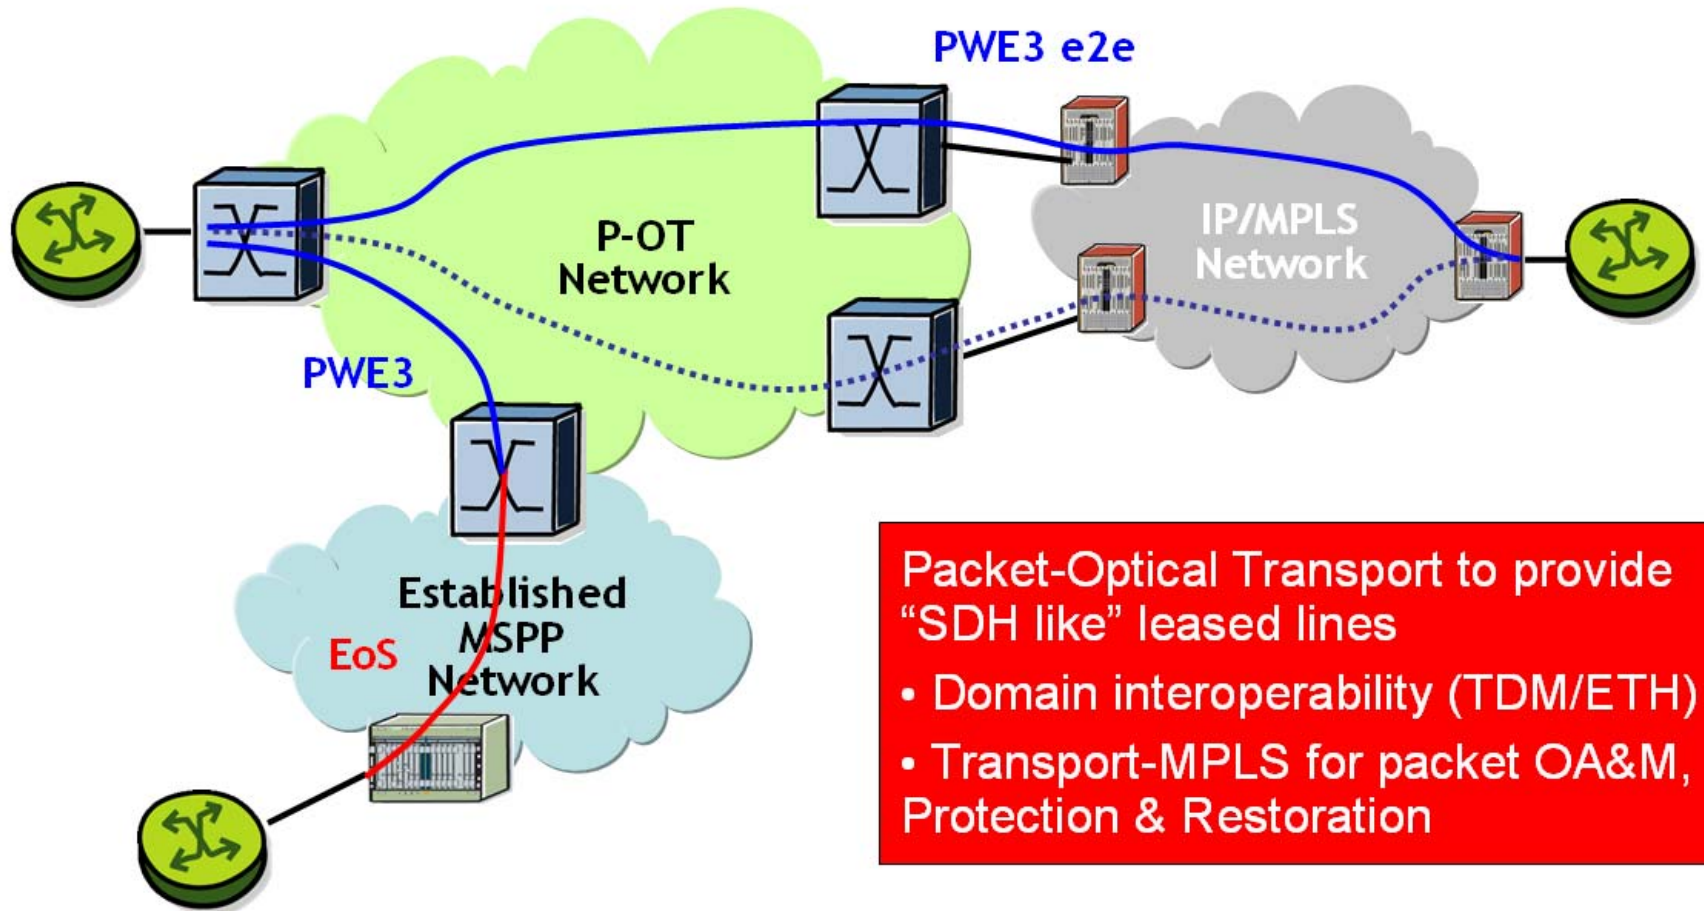 PWE3 e2e
P-OT
Network
IP/MPLS
Network
PWE3
Established
MSPP
Network
EoS
Packet-Optical Transport to provide
“SDH like” leased lines
• Domain interoperability (TDM/ETH)
• Transport-MPLS for packet OA&M,
Protection & Restoration